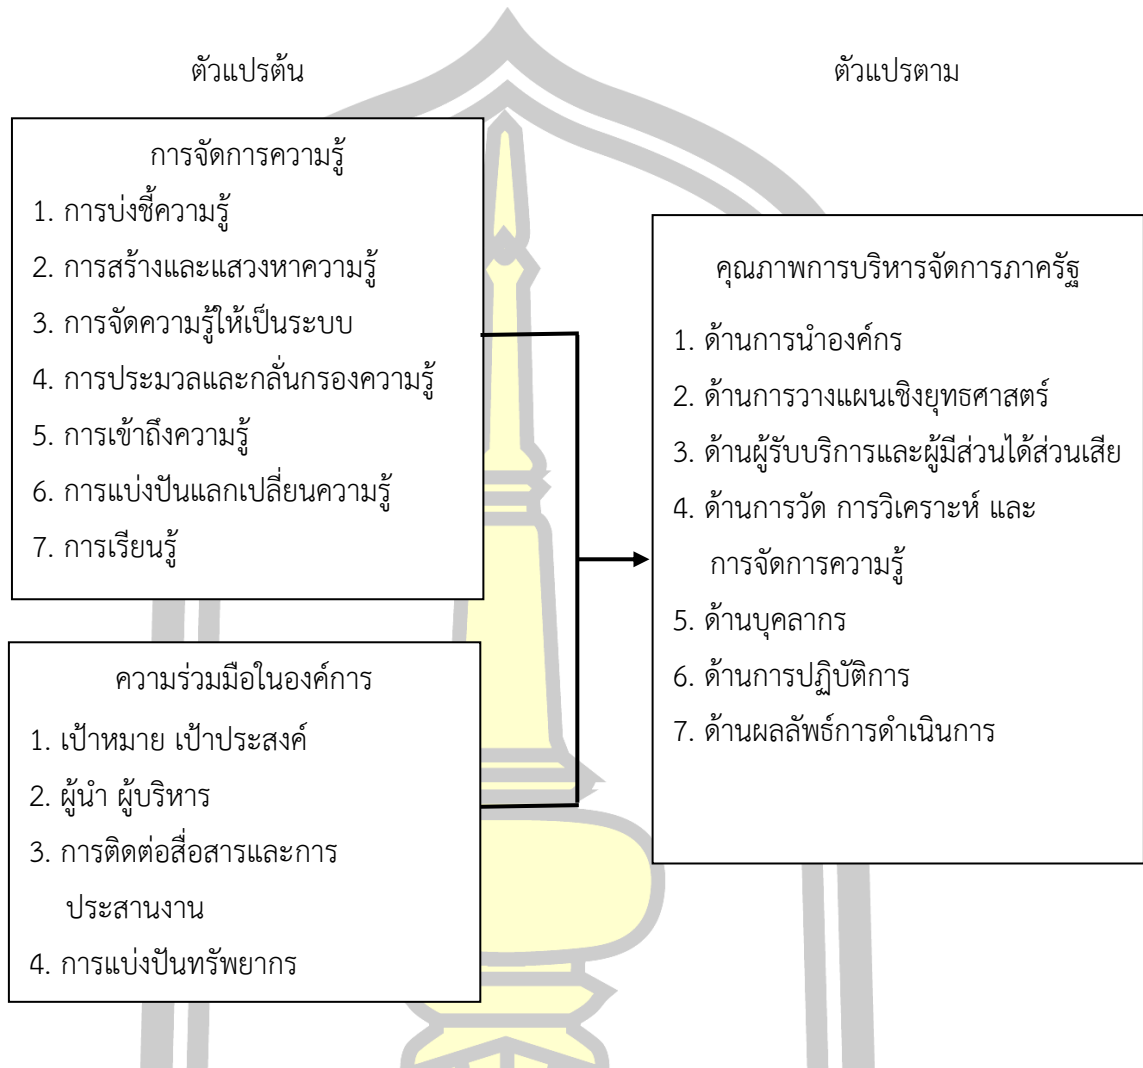 ตัวแปรต้น
ตัวแปรตาม
การจัดการความรู้
1. การบ่งชี้ความรู้
2. การสร้างและแสวงหาความรู้
3. การจัดความรู้ให้เป็นระบบ
4. การประมวลและกลั่นกรองความรู้
5. การเข้าถึงความรู้
6. การแบ่งปันแลกเปลี่ยนความรู้
7. การเรียนรู้
ความร่วมมือในองค์การ
1. เป้าหมาย เป้าประสงค์
2. ผู้นำ ผู้บริหาร
3. การติดต่อสื่อสารและการ
ประสานงาน
4. การแบ่งปันทรัพยากร
คุณภาพการบริหารจัดการภาครัฐ
1. ด้านการนำองค์กร
2. ด้านการวางแผนเชิงยุทธศาสตร์
3. ด้านผู้รับบริการและผู้มีส่วนได้ส่วนเสีย
4. ด้านการวัด การวิเคราะห์ และ
การจัดการความรู้
5. ด้านบุคลากร
6. ด้านการปฏิบัติการ
7. ด้านผลลัพธ์การดำเนินการ